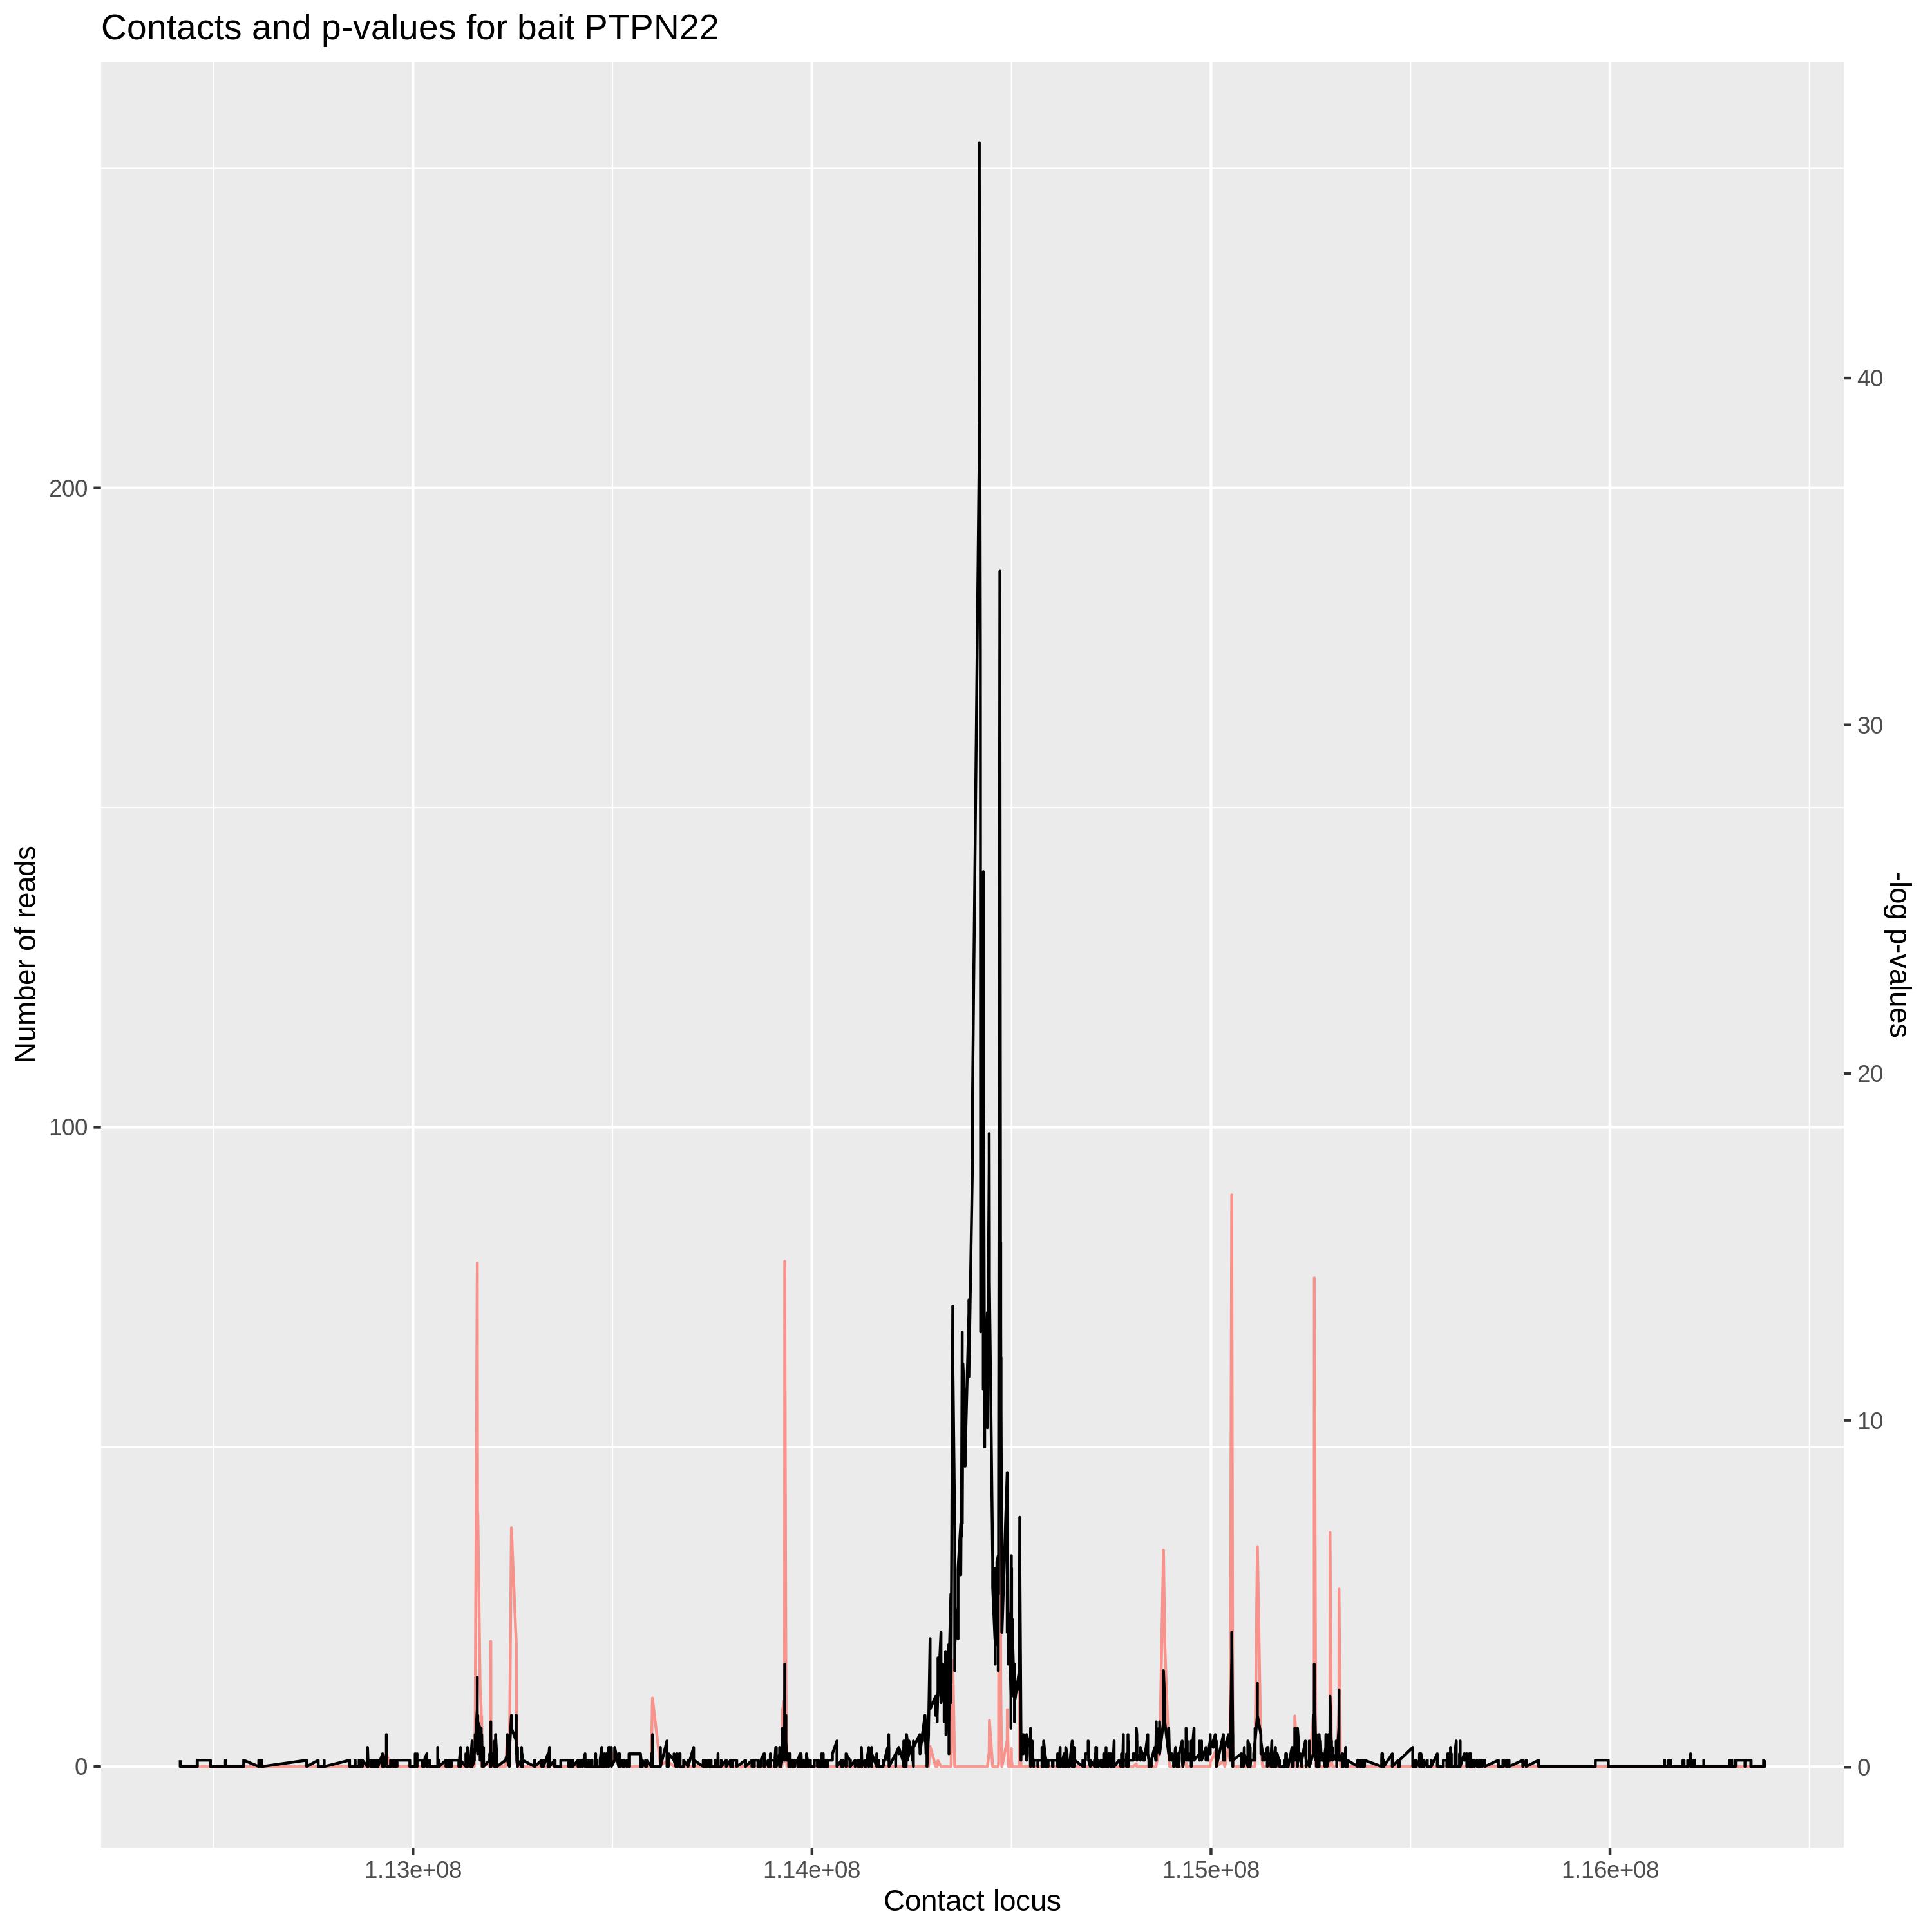 Contacts and p-values for bait PTPN22
Number of reads
200
100
0
40
30
20
10
0
-log p-values
1.13e+08 1.14e+08 1.15e+08 1.16e+08
Contact locus